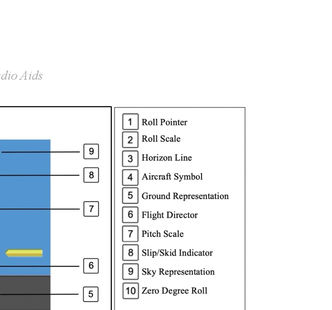 dio Aids
1 Roll Pointer
2 Roll Scale
9 3 Horizon Line
8 4 Aircraft Symbol
5 Ground Representation
7 6 Flight Director
7 Pitch Scale
8 Slip/Skid Indicator
6 9 Sky Representation
5 10 Zero Degree Roll